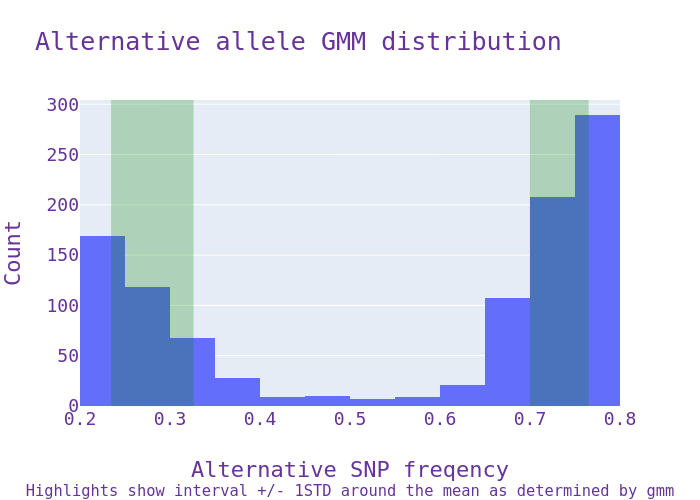 Alternative allele GMM distribution
300
250
200
150
100
50
0
Count
0.2 0.3 0.4 0.5 0.6 0.7 0.8
Alternative SNP freqency
Highlights show interval +/- 1STD around the mean as determined by gmm